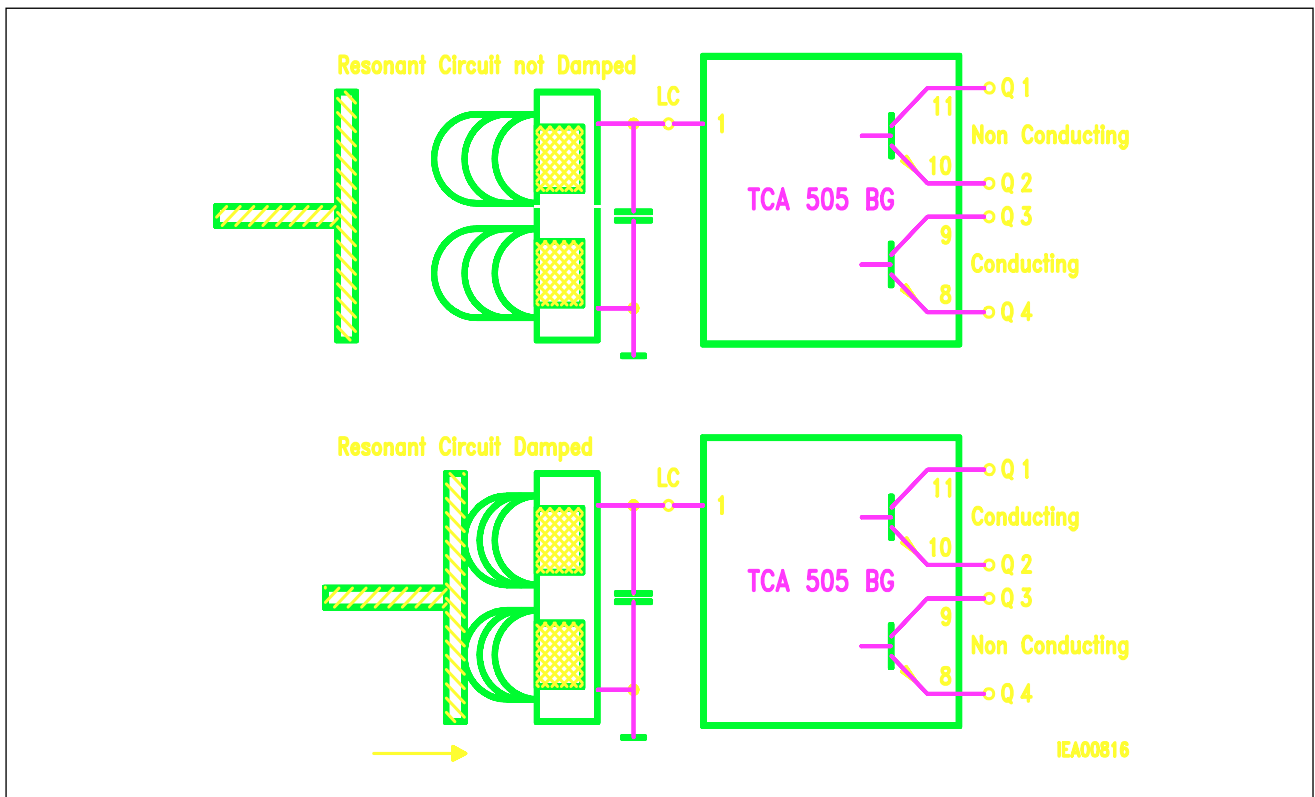 Resonant Circuit not Damped
LC
1
TCA 505 BG
11
Q 1
Non Conducting
10
Q 2
Q 3
9
Conducting
8
Q 4
Resonant Circuit Damped
LC
1
TCA 505 BG
11
Q 1
Conducting
10
Q 2
Q 3
9
Non Conducting
8
Q 4
IEA00816